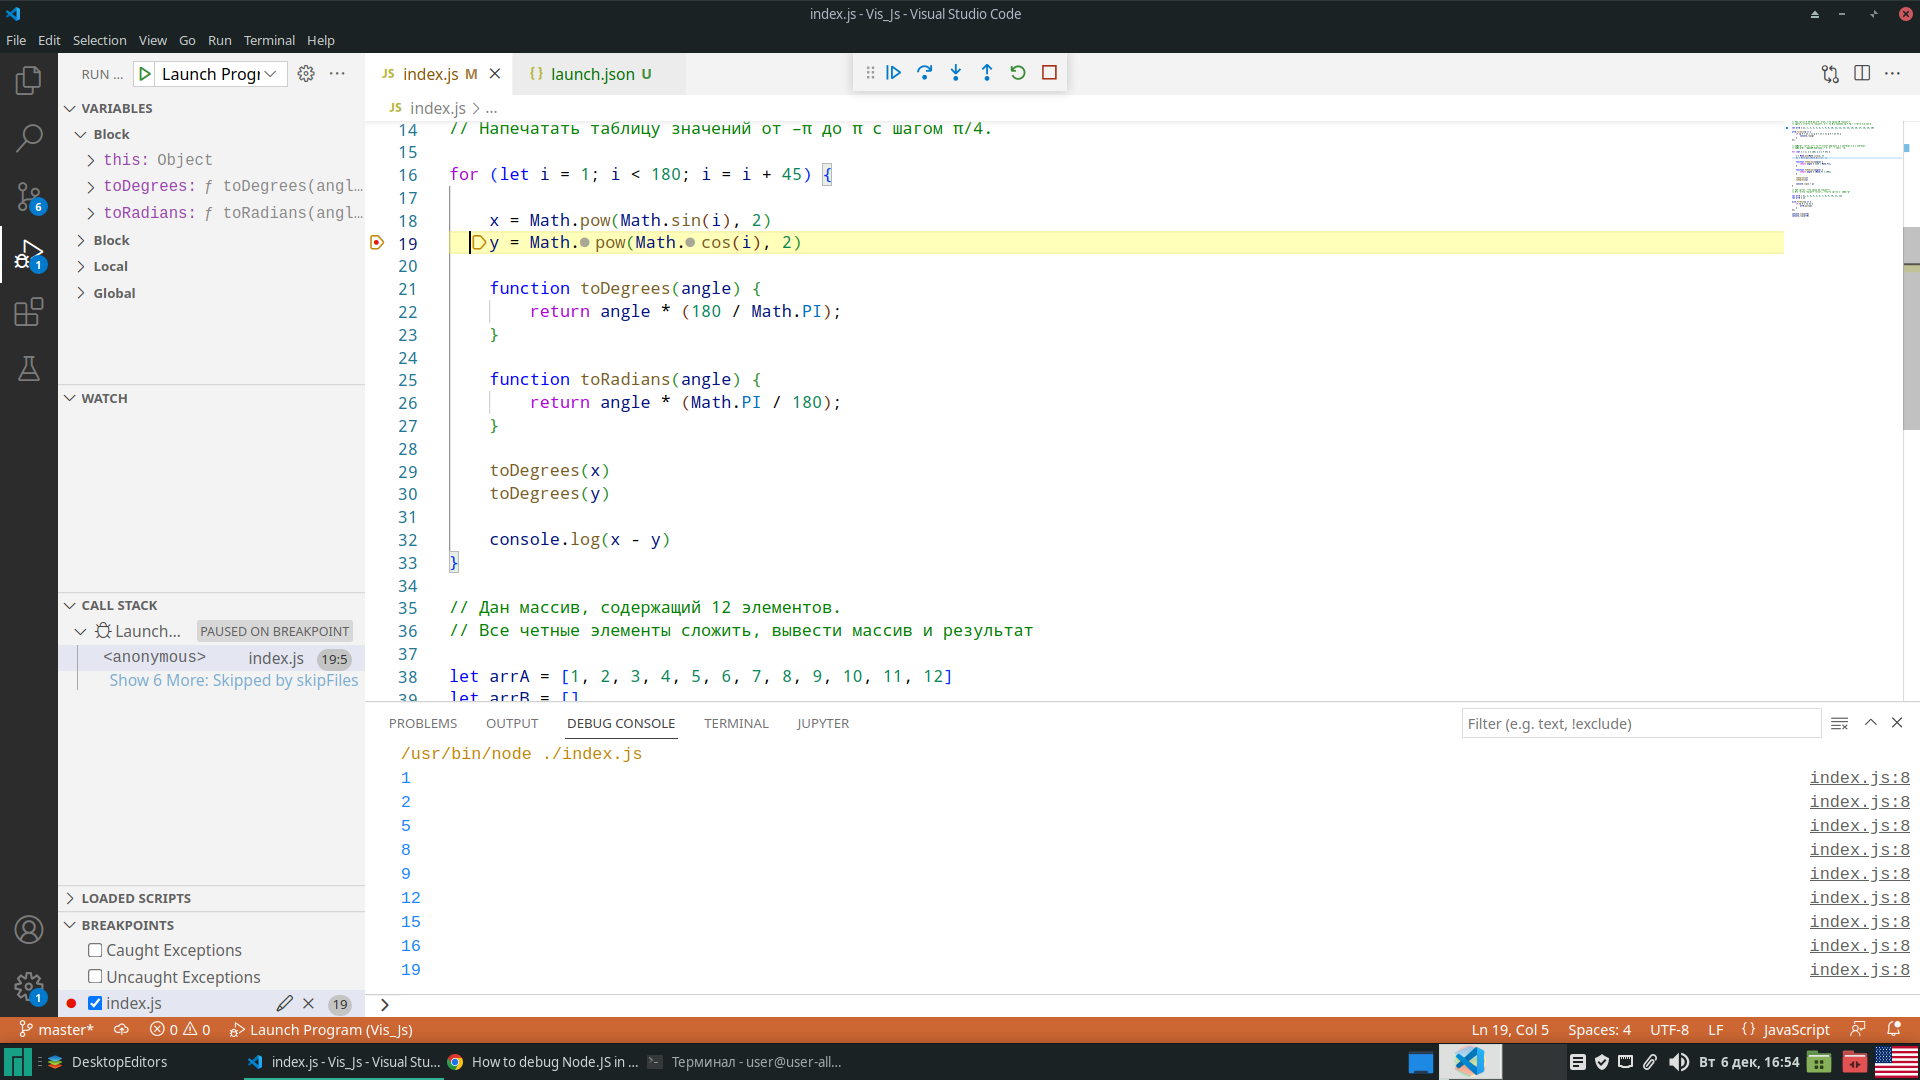 index.js - Vis_Js - Visual Studio Code
File Edit Selection View Go Run Terminal Help
RUN ... Launch Progr
index.js M
launch.json U
JS index.js > ...
VARIABLES
Block
this: Object
toDegrees: ƒ toDegrees(angl…
toRadians: ƒ toRadians(angl…
Block
Local
Global
WATCH
CALL STACK
Launch... PAUSED ON BREAKPOINT
<anonymous> index.js 19:5
Show 6 More: Skipped by skipFiles
LOADED SCRIPTS
BREAKPOINTS
Caught Exceptions
Uncaught Exceptions
index.js 19
14 // Напечатать таблицу значений от –π до π с шагом π/4.
15
16 for (let i = 1; i < 180; i = i + 45) {
17
18 x = Math.pow(Math.sin(i), 2)
19 y = Math.pow(Math.cos(i), 2)
20
21 function toDegrees(angle) {
22 return angle * (180 / Math.PI);
23 }
24
25 function toRadians(angle) {
26 return angle * (Math.PI / 180);
27 }
28
29 toDegrees(x)
30 toDegrees(y)
31
32 console.log(x - y)
33 }
34
35 // Дан массив, содержащий 12 элементов.
36 // Все четные элементы сложить, вывести массив и результат
37
38 let arrA = [1, 2, 3, 4, 5, 6, 7, 8, 9, 10, 11, 12]
39 let arrB = []
PROBLEMS OUTPUT DEBUG CONSOLE TERMINAL JUPYTER
Filter (e.g. text, !exclude)
/usr/bin/node ./index.js
1 index.js:8
2 index.js:8
5 index.js:8
8 index.js:8
9 index.js:8
12 index.js:8
15 index.js:8
16 index.js:8
19 index.js:8
master* 0 0 Launch Program (Vis_Js)
Ln 19, Col 5 Spaces: 4 UTF-8 LF {} JavaScript
DesktopEditors
index.js - Vis_Js - Visual Stu...
How to debug Node.JS in ...
Терминал - user@user-all...
Вт 6 дек, 16:54